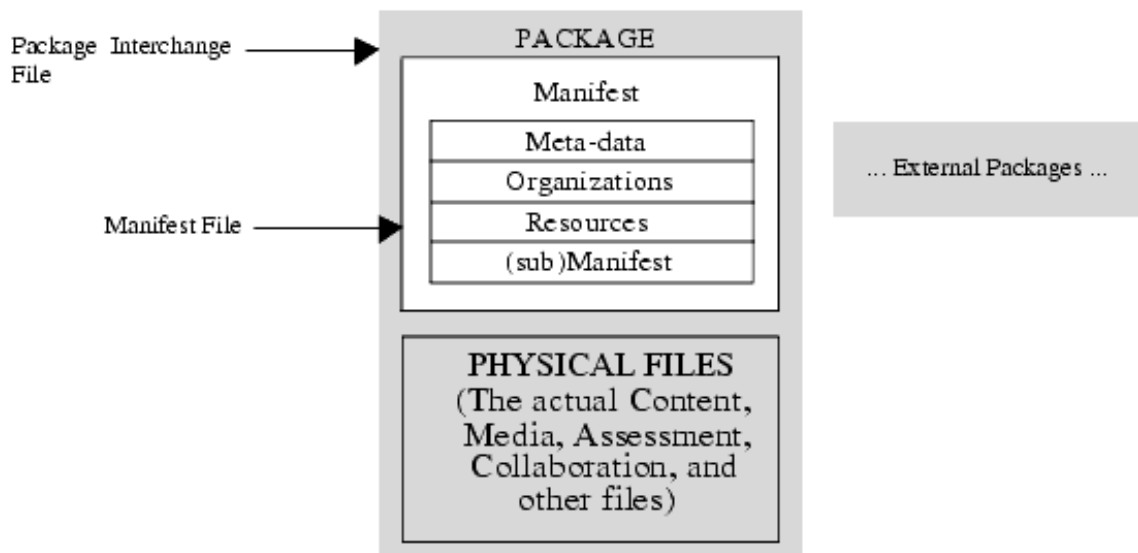 Package Interchange
File
PACKAGE
Manifest
Meta-data
Organizations
Resources
(sub)Manifest
Manifest File
... External Packages ...
PHYSICAL FILES
(The actual Content,
Media, Assessment,
Collaboration, and
other files)